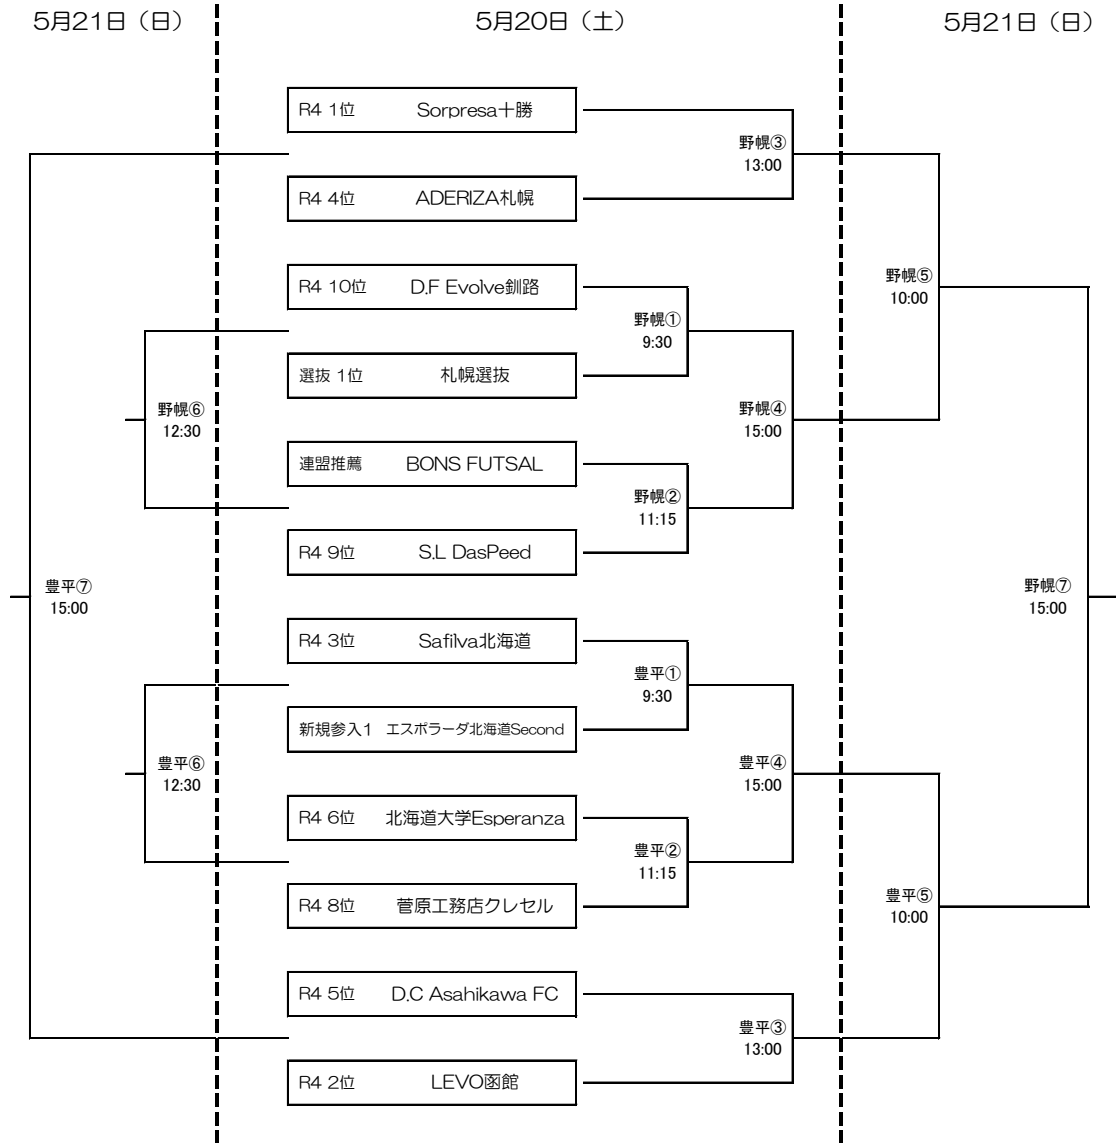 5月21日（日）
5月20日（土）
5月21日（日）
R4 1位 Sorpresa十勝
野幌③
13:00
R4 4位 ADERIZA札幌
R4 10位 D.F Evolve釧路
野幌⑤
10:00
野幌①
9:30
選抜 1位 札幌選抜
野幌⑥
12:30
野幌④
15:00
連盟推薦 BONS FUTSAL
野幌②
11:15
R4 9位 S.L DasPeed
豊平⑦
15:00
野幌⑦
15:00
R4 3位 Safilva北海道
豊平①
9:30
新規参入1 エスポラーダ北海道Second
豊平⑥
12:30
豊平④
15:00
R4 6位 北海道大学Esperanza
豊平②
11:15
R4 8位 菅原工務店クレセル
豊平⑤
10:00
R4 5位 D.C Asahikawa FC
豊平③
13:00
R4 2位 LEVO函館